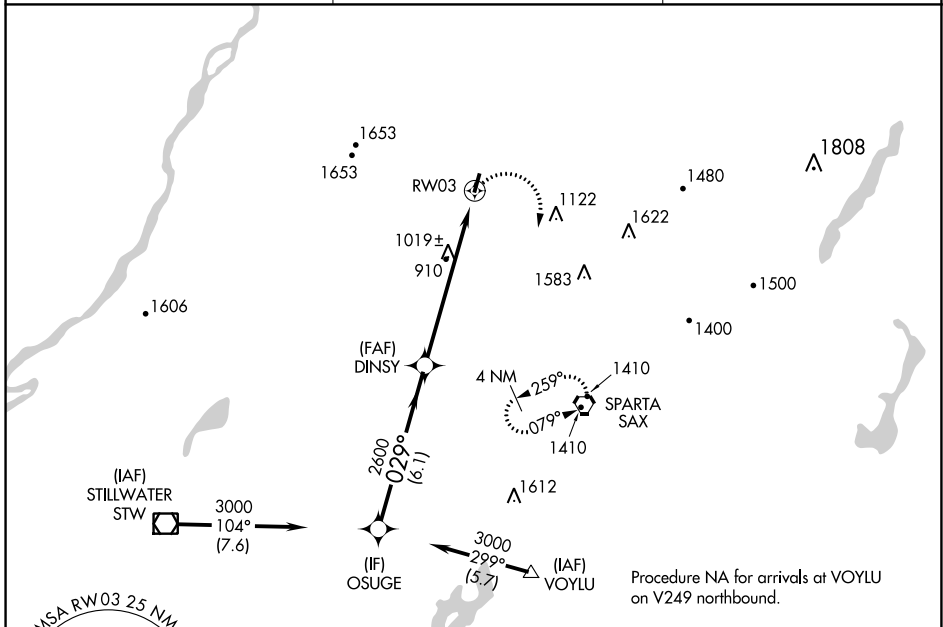 1653
1653
RW03
1122
1480
1808
1622
1019±
910
1583
1500
1606
1400
(FAF)
DINSY
4 NM
259°
1410
079°
SPARTA
SAX
1410
2600
029°
(6.1)
(IAF)
STILLWATER
STW
3000
104°
(7.6)
1612
3000
299°
(5.7)
(IF)
OSUGE
(IAF)
VOYLU
Procedure NA for arrivals at VOYLU
on V249 northbound.
MSA RW03 25 NM